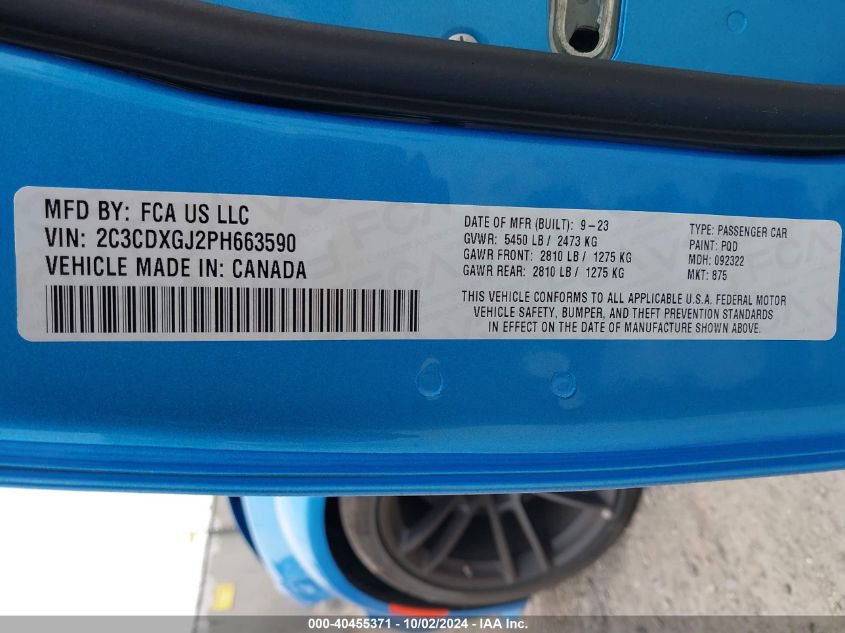 MFD BY: FCA US LLC
VIN: 2C3CDXGJ2PH663590
VEHICLE MADE IN: CANADA
DATE OF MFR (BUILT): 9-23
GVWR: 5450 LB / 2473 KG
GAWR FRONT: 2810 LB / 1275 KG
GAWR REAR: 2810 LB / 1275 KG
TYPE: PASSENGER CAR
PAINT: PQD
MDH: 092322
MKT: 875
THIS VEHICLE CONFORMS TO ALL APPLICABLE U.S.A. FEDERAL MOTOR
VEHICLE SAFETY, BUMPER, AND THEFT PREVENTION STANDARDS
IN EFFECT ON THE DATE OF MANUFACTURE SHOWN ABOVE.
000-40455371 - 10/02/2024 - IAA Inc.